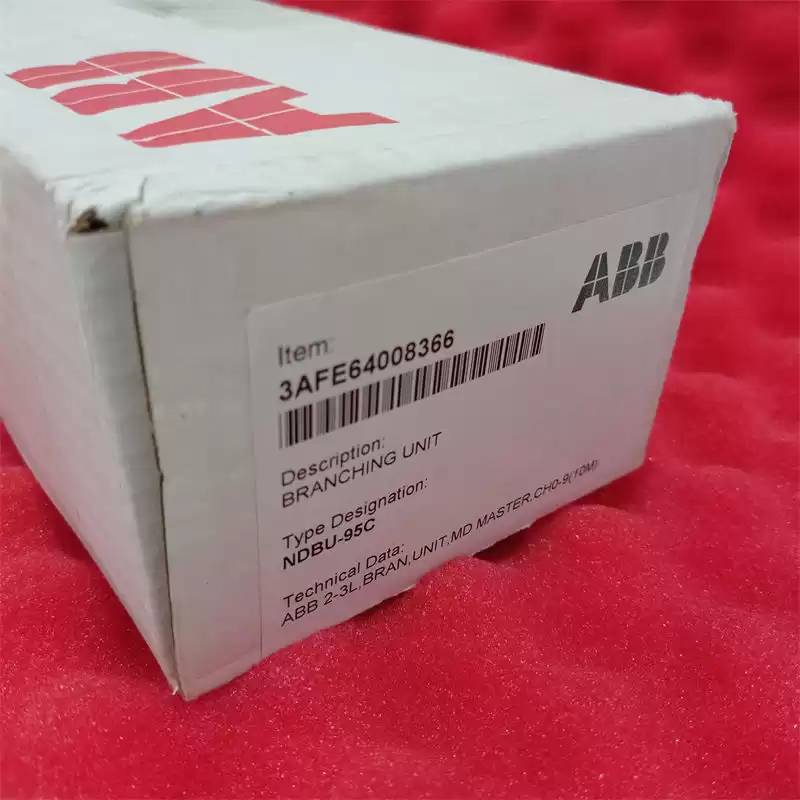 ABB
ABB
Item:
3AFE64008366
Description:
BRANCHING UNIT
Type Designation:
NDBU-95C
Technical Data:
ABB 2-3L,BRAN,UNIT,MD MASTER,CH0-9(10M)